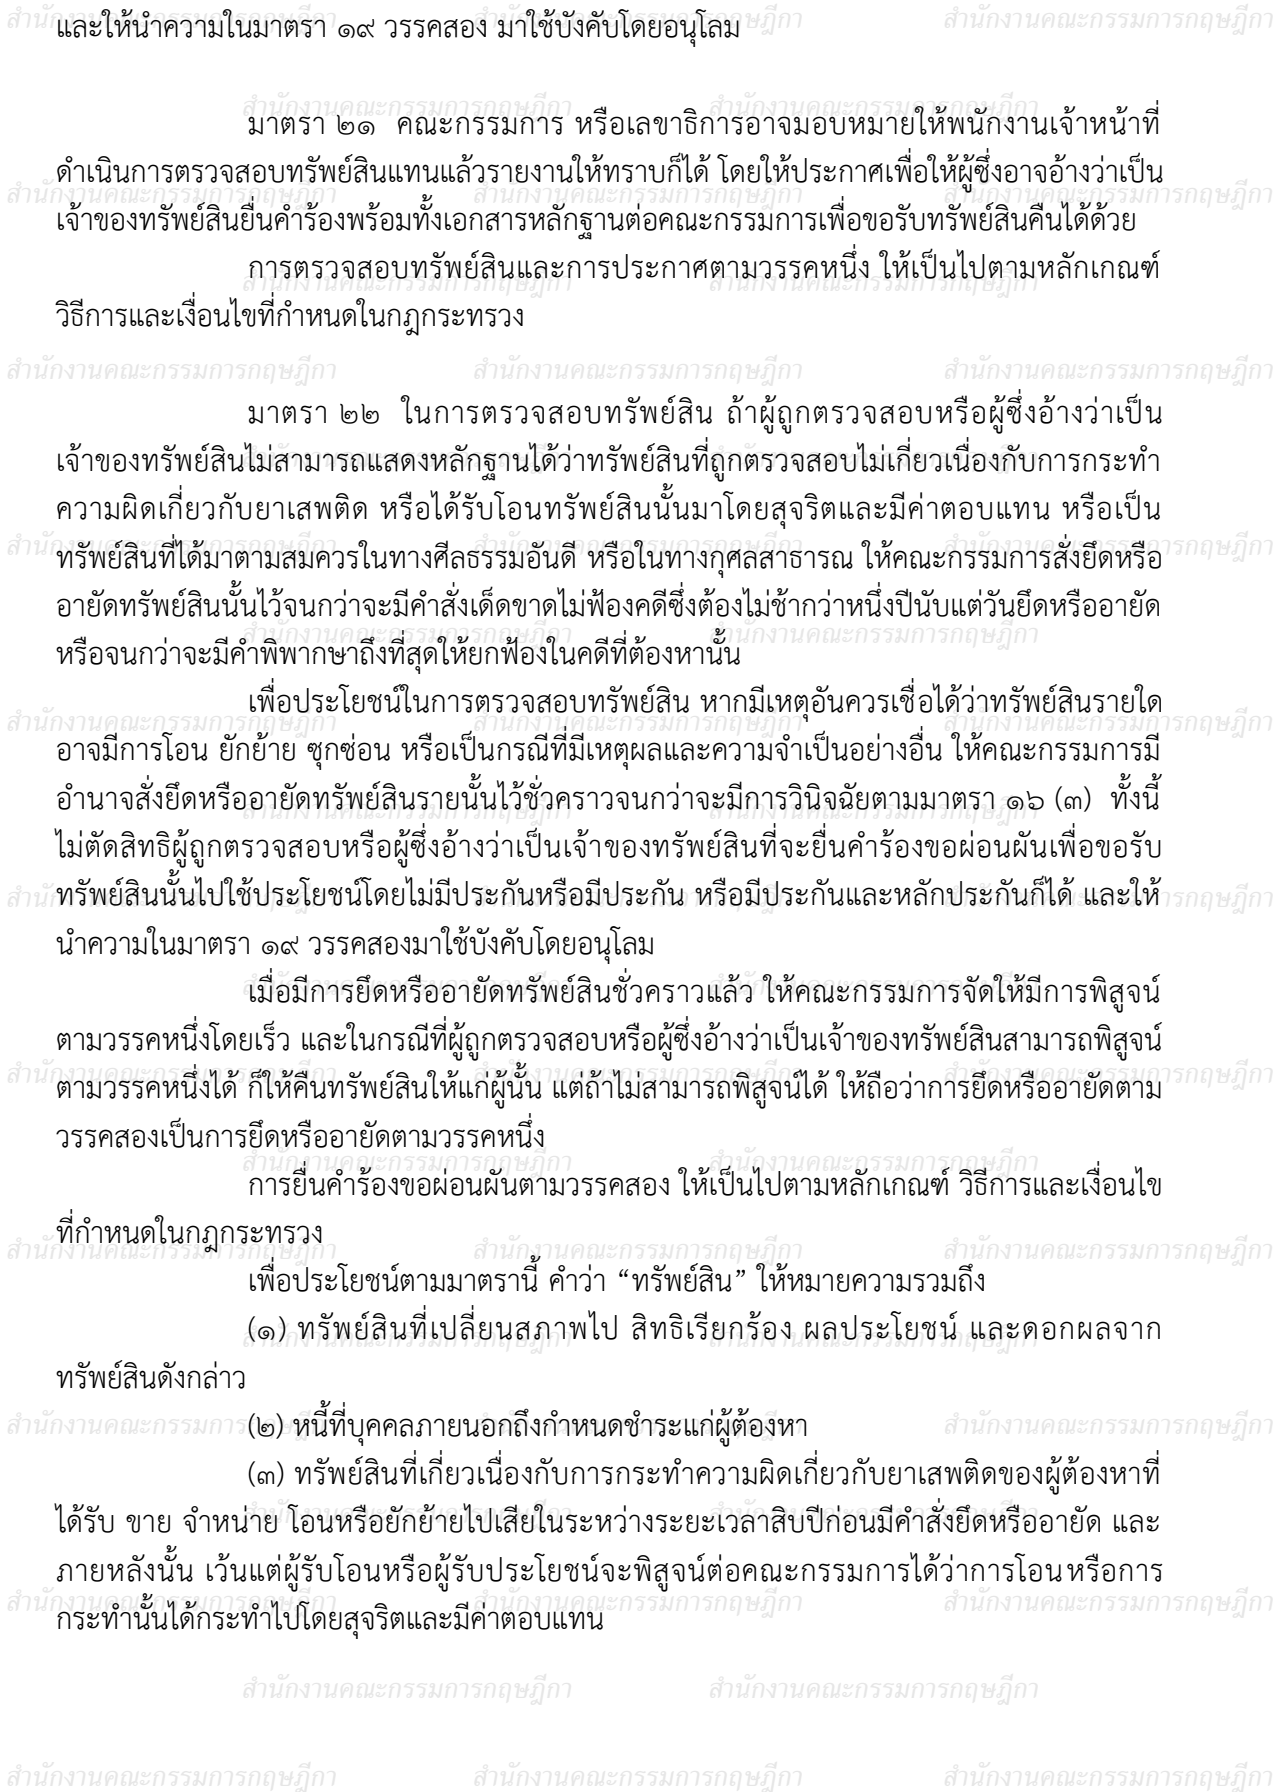 และให้นำความในมาตรา ๑๙ วรรคสอง มาใช้บังคับโดยอนุโลม
มาตรา ๒๑  คณะกรรมการ หรือเลขาธิการอาจมอบหมายให้พนักงานเจ้าหน้าที่
ดำเนินการตรวจสอบทรัพย์สินแทนแล้วรายงานให้ทราบก็ได้ โดยให้ประกาศเพื่อให้ผู้ซึ่งอาจอ้างว่าเป็น
เจ้าของทรัพย์สินยื่นคำร้องพร้อมทั้งเอกสารหลักฐานต่อคณะกรรมการเพื่อขอรับทรัพย์สินคืนได้ด้วย
การตรวจสอบทรัพย์สินและการประกาศตามวรรคหนึ่ง ให้เป็นไปตามหลักเกณฑ์
วิธีการและเงื่อนไขที่กำหนดในกฎกระทรวง
มาตรา ๒๒  ในการตรวจสอบทรัพย์สิน ถ้าผู้ถูกตรวจสอบหรือผู้ซึ่งอ้างว่าเป็น
เจ้าของทรัพย์สินไม่สามารถแสดงหลักฐานได้ว่าทรัพย์สินที่ถูกตรวจสอบไม่เกี่ยวเนื่องกับการกระทำ
ความผิดเกี่ยวกับยาเสพติด หรือได้รับโอนทรัพย์สินนั้นมาโดยสุจริตและมีค่าตอบแทน หรือเป็น
ทรัพย์สินที่ได้มาตามสมควรในทางศีลธรรมอันดี หรือในทางกุศลสาธารณ ให้คณะกรรมการสั่งยึดหรือ
อายัดทรัพย์สินนั้นไว้จนกว่าจะมีคำสั่งเด็ดขาดไม่ฟ้องคดีซึ่งต้องไม่ช้ากว่าหนึ่งปีนับแต่วันยึดหรืออายัด
หรือจนกว่าจะมีคำพิพากษาถึงที่สุดให้ยกฟ้องในคดีที่ต้องหานั้น
เพื่อประโยชน์ในการตรวจสอบทรัพย์สิน หากมีเหตุอันควรเชื่อได้ว่าทรัพย์สินรายใด
อาจมีการโอน ยักย้าย ซุกซ่อน หรือเป็นกรณีที่มีเหตุผลและความจำเป็นอย่างอื่น ให้คณะกรรมการมี
อำนาจสั่งยึดหรืออายัดทรัพย์สินรายนั้นไว้ชั่วคราวจนกว่าจะมีการวินิจฉัยตามมาตรา ๑๖ (๓)  ทั้งนี้
ไม่ตัดสิทธิผู้ถูกตรวจสอบหรือผู้ซึ่งอ้างว่าเป็นเจ้าของทรัพย์สินที่จะยื่นคำร้องขอผ่อนผันเพื่อขอรับ
ทรัพย์สินนั้นไปใช้ประโยชน์โดยไม่มีประกันหรือมีประกัน หรือมีประกันและหลักประกันก็ได้ และให้
นำความในมาตรา ๑๙ วรรคสองมาใช้บังคับโดยอนุโลม
เมื่อมีการยึดหรืออายัดทรัพย์สินชั่วคราวแล้ว ให้คณะกรรมการจัดให้มีการพิสูจน์
ตามวรรคหนึ่งโดยเร็ว และในกรณีที่ผู้ถูกตรวจสอบหรือผู้ซึ่งอ้างว่าเป็นเจ้าของทรัพย์สินสามารถพิสูจน์
ตามวรรคหนึ่งได้ ก็ให้คืนทรัพย์สินให้แก่ผู้นั้น แต่ถ้าไม่สามารถพิสูจน์ได้ ให้ถือว่าการยึดหรืออายัดตาม
วรรคสองเป็นการยึดหรืออายัดตามวรรคหนึ่ง
การยื่นคำร้องขอผ่อนผันตามวรรคสอง ให้เป็นไปตามหลักเกณฑ์ วิธีการและเงื่อนไข
ที่กำหนดในกฎกระทรวง
เพื่อประโยชน์ตามมาตรานี้ คำว่า “ทรัพย์สิน” ให้หมายความรวมถึง
(๑) ทรัพย์สินที่เปลี่ยนสภาพไป สิทธิเรียกร้อง ผลประโยชน์ และดอกผลจาก
ทรัพย์สินดังกล่าว
(๒) หนี้ที่บุคคลภายนอกถึงกำหนดชำระแก่ผู้ต้องหา
(๓) ทรัพย์สินที่เกี่ยวเนื่องกับการกระทำความผิดเกี่ยวกับยาเสพติดของผู้ต้องหาที่
ได้รับ ขาย จำหน่าย โอนหรือยักย้ายไปเสียในระหว่างระยะเวลาสิบปีก่อนมีคำสั่งยึดหรืออายัด และ
ภายหลังนั้น เว้นแต่ผู้รับโอนหรือผู้รับประโยชน์จะพิสูจน์ต่อคณะกรรมการได้ว่าการโอนหรือการ
กระทำนั้นได้กระทำไปโดยสุจริตและมีค่าตอบแทน